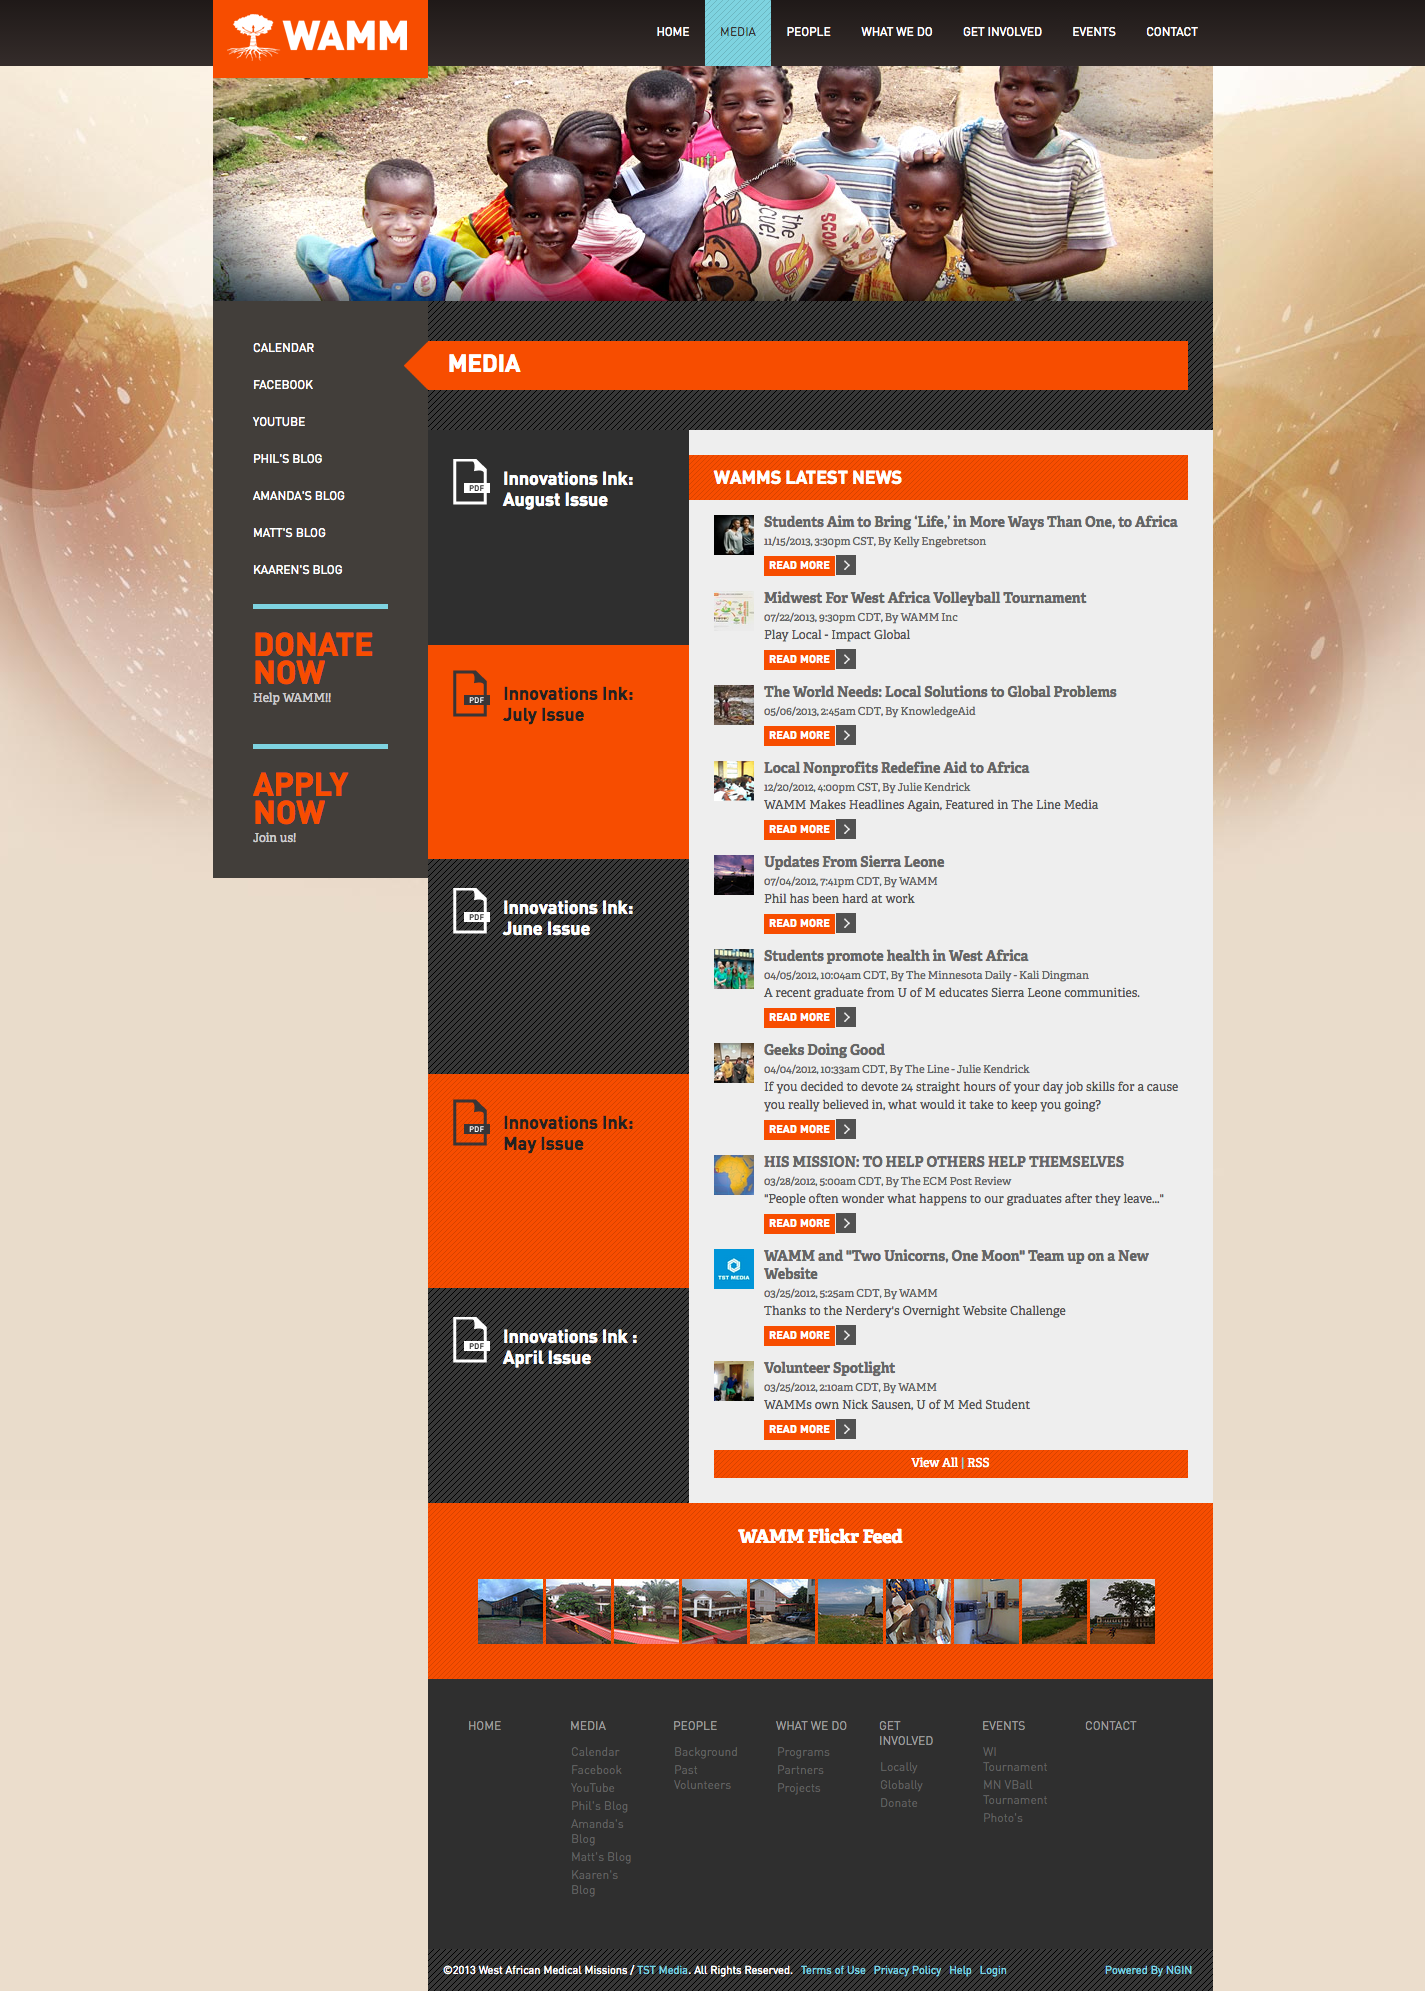 WAMM
HOME
MEDIA
PEOPLE
WHAT WE DO
GET INVOLVED
EVENTS
CONTACT
the
rescue!
SCOO
CALENDAR
FACEBOOK
YOUTUBE
PHIL'S BLOG
AMANDA'S BLOG
MATT'S BLOG
KAAREN'S BLOG
DONATE
NOW
Help WAMM!!
APPLY
NOW
Join us!
MEDIA
PDF
Innovations Ink:
August Issue
PDF
Innovations Ink:
July Issue
PDF
Innovations Ink:
June Issue
PDF
Innovations Ink:
May Issue
PDF
Innovations Ink :
April Issue
WAMMS LATEST NEWS
Students Aim to Bring ‘Life,’ in More Ways Than One, to Africa
11/15/2013, 3:30pm CST, By Kelly Engebretson
READ MORE
Midwest For West Africa Volleyball Tournament
07/22/2013, 9:30pm CDT, By WAMM Inc
Play Local - Impact Global
READ MORE
The World Needs: Local Solutions to Global Problems
05/06/2013, 2:45am CDT, By KnowledgeAid
READ MORE
Local Nonprofits Redefine Aid to Africa
12/20/2012, 4:00pm CST, By Julie Kendrick
WAMM Makes Headlines Again, Featured in The Line Media
READ MORE
Updates From Sierra Leone
07/04/2012, 7:41pm CDT, By WAMM
Phil has been hard at work
READ MORE
Students promote health in West Africa
04/05/2012, 10:04am CDT, By The Minnesota Daily - Kali Dingman
A recent graduate from U of M educates Sierra Leone communities.
READ MORE
Geeks Doing Good
04/04/2012, 10:33am CDT, By The Line - Julie Kendrick
If you decided to devote 24 straight hours of your day job skills for a cause
you really believed in, what would it take to keep you going?
READ MORE
HIS MISSION: TO HELP OTHERS HELP THEMSELVES
03/28/2012, 5:00am CDT, By The ECM Post Review
"People often wonder what happens to our graduates after they leave..."
READ MORE
TST MEDIA
WAMM and "Two Unicorns, One Moon" Team up on a New
Website
03/25/2012, 5:25am CDT, By WAMM
Thanks to the Nerdery's Overnight Website Challenge
READ MORE
Volunteer Spotlight
03/25/2012, 2:10am CDT, By WAMM
WAMMs own Nick Sausen, U of M Med Student
READ MORE
View All | RSS
WAMM Flickr Feed
HOME
MEDIA
Calendar
Facebook
YouTube
Phil's Blog
Amanda's
Blog
Matt's Blog
Kaaren's
Blog
PEOPLE
Background
Past
Volunteers
WHAT WE DO
Programs
Partners
Projects
GET
INVOLVED
Locally
Globally
Donate
EVENTS
WI
Tournament
MN VBall
Tournament
Photo's
CONTACT
©2013 West African Medical Missions / TST Media. All Rights Reserved. Terms of Use Privacy Policy Help Login
Powered By NGIN